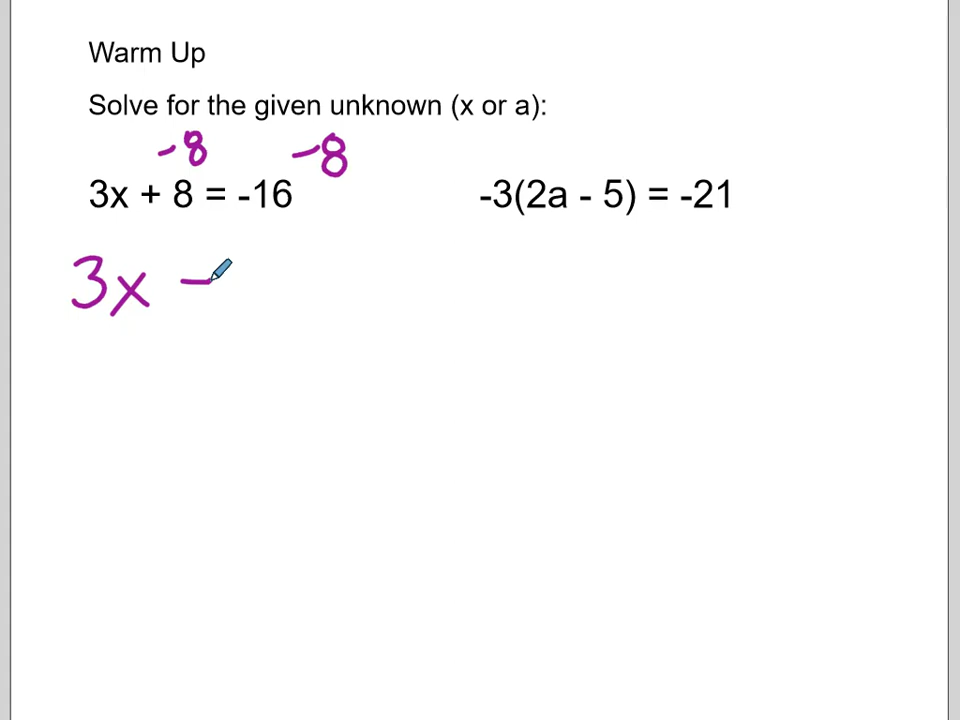 Warm Up
Solve for the given unknown (x or a):
-8 -8
3x + 8 = -16 -3(2a - 5) = -21
3x -